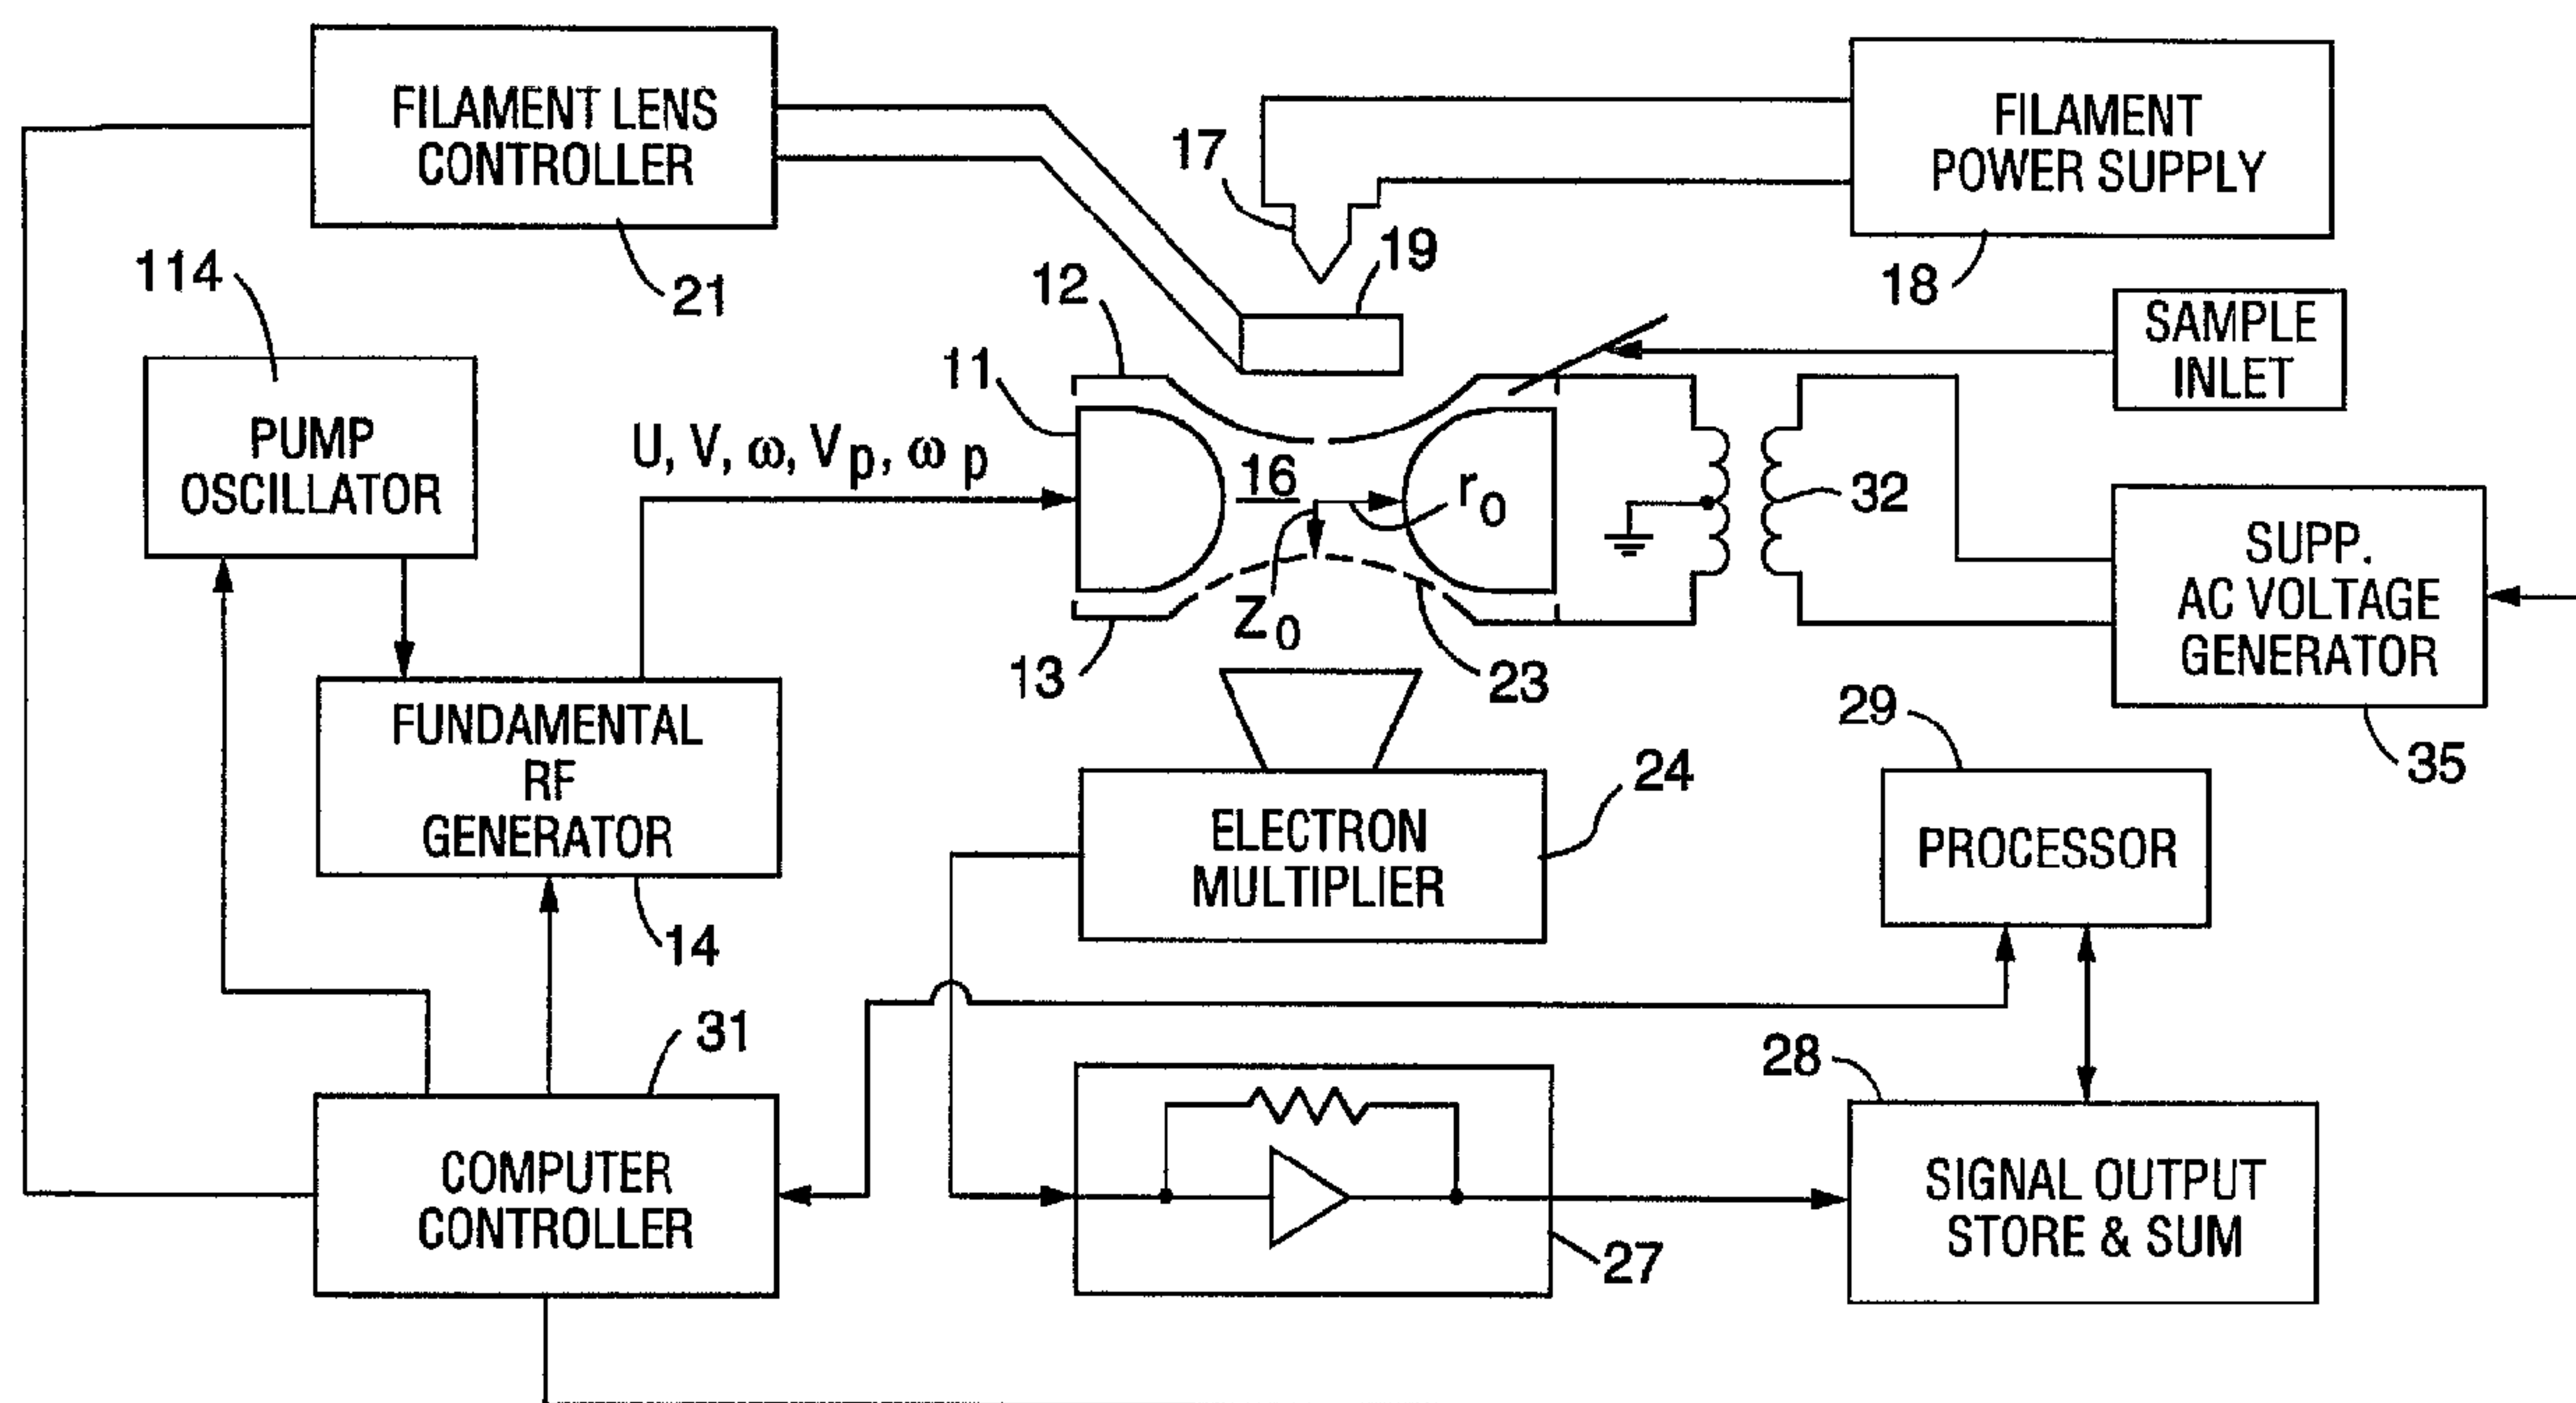 FILAMENT LENS
CONTROLLER
21
FILAMENT
POWER SUPPLY
18
17
19
SAMPLE
INLET
114
PUMP
OSCILLATOR
12
11
U, V, ω, Vp, ω p
16
r0
Z0
32
SUPP.
AC VOLTAGE
GENERATOR
35
13
23
FUNDAMENTAL
RF
GENERATOR
14
ELECTRON
MULTIPLIER
24
29
PROCESSOR
31
COMPUTER
CONTROLLER
27
28
SIGNAL OUTPUT
STORE & SUM